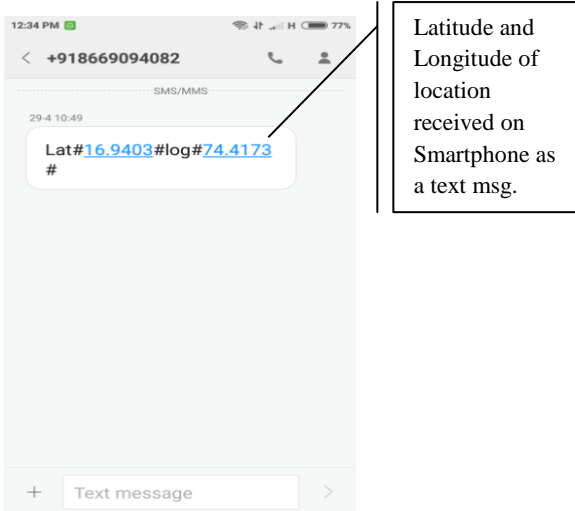 12:34 PM H 77%
+918669094082
SMS/MMS
29-4 10:49
Lat#16.9403#log#74.4173
#
Text message
Latitude and
Longitude of
location
received on
Smartphone as
a text msg.